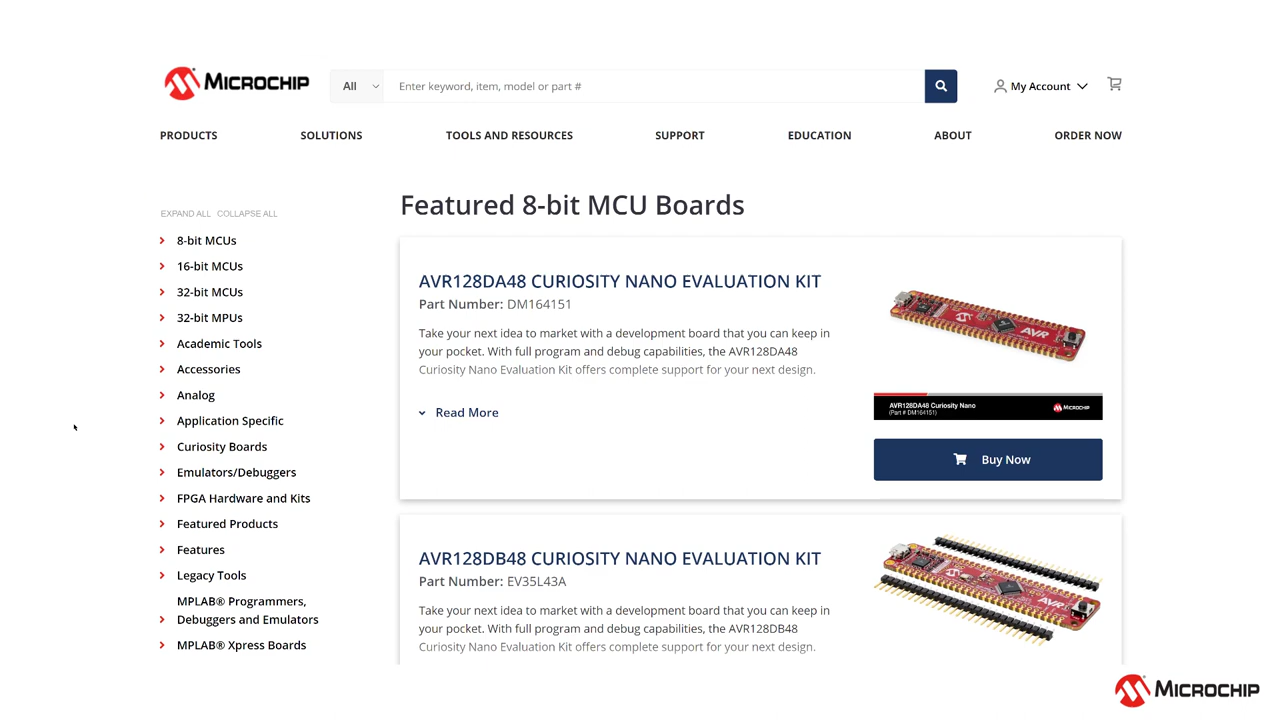 MICROCHIP
All
Enter keyword, item, model or part #
My Account
PRODUCTS
SOLUTIONS
TOOLS AND RESOURCES
SUPPORT
EDUCATION
ABOUT
ORDER NOW
EXPAND ALL COLLAPSE ALL
8-bit MCUs
16-bit MCUs
32-bit MCUs
32-bit MPUs
Academic Tools
Accessories
Analog
Application Specific
Curiosity Boards
Emulators/Debuggers
FPGA Hardware and Kits
Featured Products
Features
Legacy Tools
MPLAB® Programmers,
Debuggers and Emulators
MPLAB® Xpress Boards
Featured 8-bit MCU Boards
AVR128DA48 CURIOSITY NANO EVALUATION KIT
Part Number: DM164151
Take your next idea to market with a development board that you can keep in
your pocket. With full program and debug capabilities, the AVR128DA48
Curiosity Nano Evaluation Kit offers complete support for your next design.
Read More
AVR
AVR128DA48 Curiosity Nano
(Part # DM164151)
MICROCHIP
Buy Now
AVR128DB48 CURIOSITY NANO EVALUATION KIT
Part Number: EV35L43A
Take your next idea to market with a development board that you can keep in
your pocket. With full program and debug capabilities, the AVR128DB48
Curiosity Nano Evaluation Kit offers complete support for your next design.
AVR
MICROCHIP